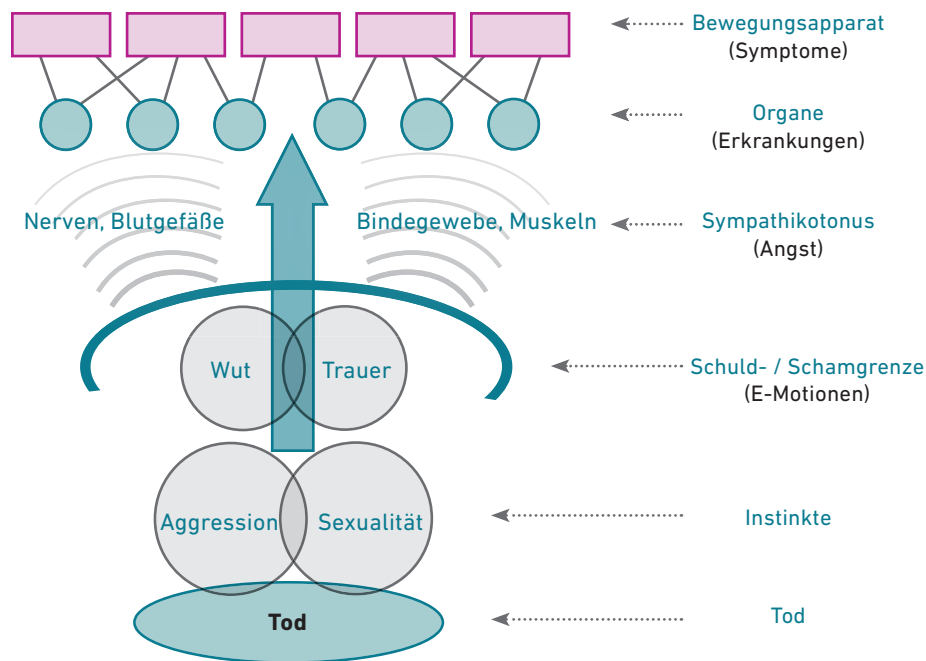 Bewegungsapparat
(Symptome)
Organe
(Erkrankungen)
Nerven, Blutgefäße
Bindegewebe, Muskeln
Sympathikotonus
(Angst)
Wut
Trauer
Schuld- / Schamgrenze
(E-Motionen)
Aggression
Sexualität
Instinkte
Tod
Tod